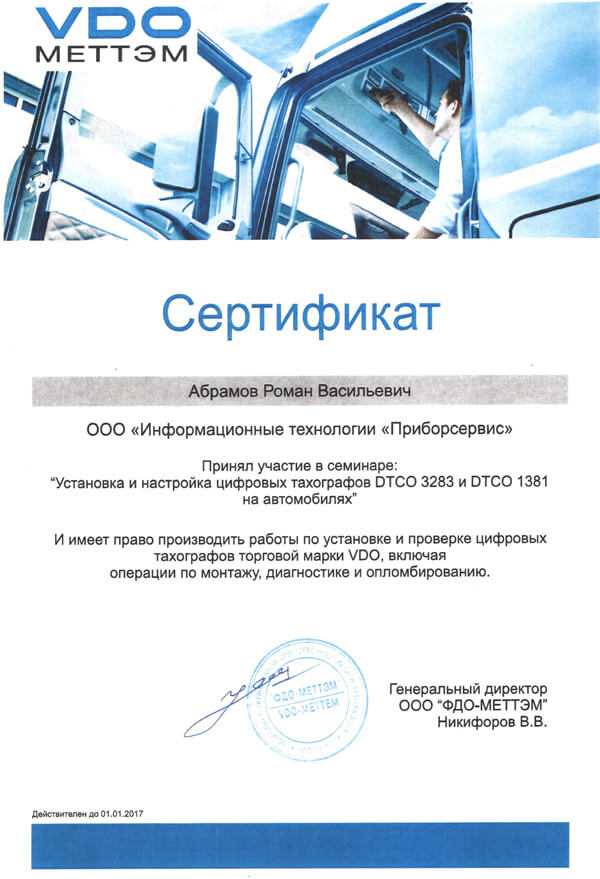 VDO
МЕТТЭМ
Сертификат
Абрамов Роман Васильевич
ООО «Информационные технологии «Приборсервис»
Принял участие в семинаре:
“Установка и настройка цифровых тахографов DTCO 3283 и DTCO 1381
на автомобилях”
И имеет право производить работы по установке и проверке цифровых
тахографов торговой марки VDO, включая
операции по монтажу, диагностике и опломбированию.
"ФДО-МЕТТЭМ"
VDO-METTEM
МОСКВА
Генеральный директор
ООО “ФДО-МЕТТЭМ”
Никифоров В.В.
Действителен до 01.01.2017